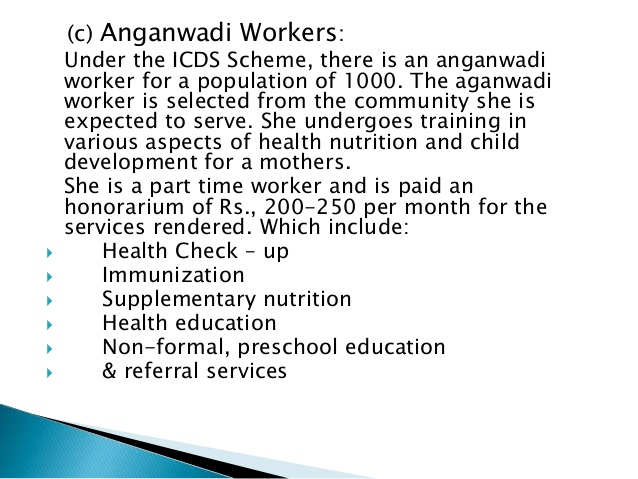 (c) Anganwadi Workers:
Under the ICDS Scheme, there is an anganwadi
worker for a population of 1000. The aganwadi
worker is selected from the community she is
expected to serve. She undergoes training in
various aspects of health nutrition and child
development for a mothers.
She is a part time worker and is paid an
honorarium of Rs., 200-250 per month for the
services rendered. Which include:
Health Check – up
Immunization
Supplementary nutrition
Health education
Non-formal, preschool education
& referral services